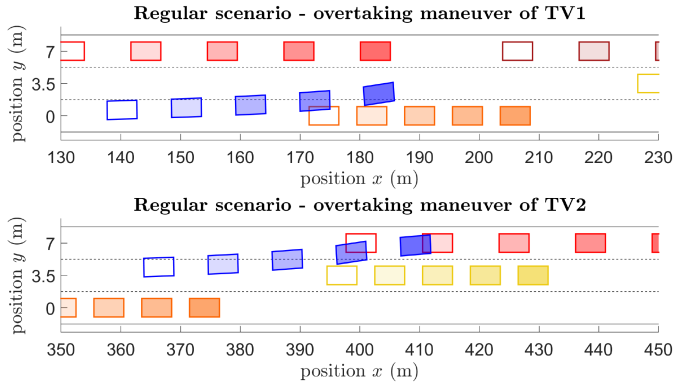 Regular scenario - overtaking maneuver of TV1
position y (m)
7
3.5
0
130 140 150 160 170 180 190 200 210 220 230
position x (m)
Regular scenario - overtaking maneuver of TV2
position y (m)
7
3.5
0
350 360 370 380 390 400 410 420 430 440 450
position x (m)